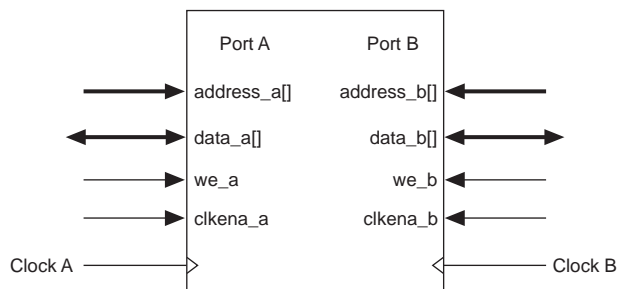 Port A Port B
address_a[] address_b[]
data_a[] data_b[]
we_a we_b
clkena_a clkena_b
Clock A Clock B